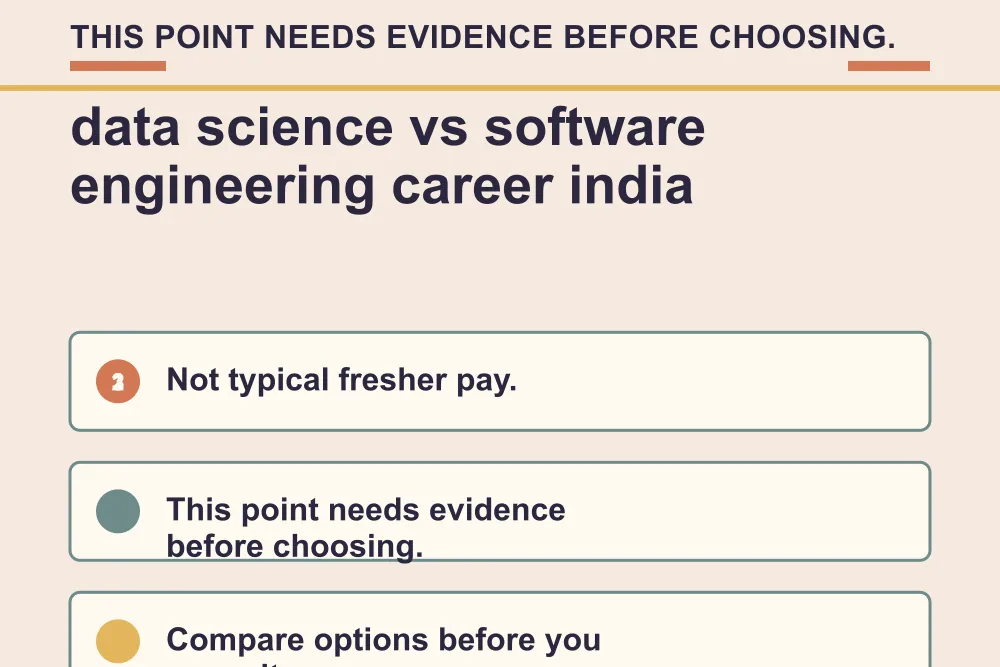 THIS POINT NEEDS EVIDENCE BEFORE CHOOSING.
data science vs software
engineering career india
Not typical fresher pay.
This point needs evidence
before choosing.
Compare options before you